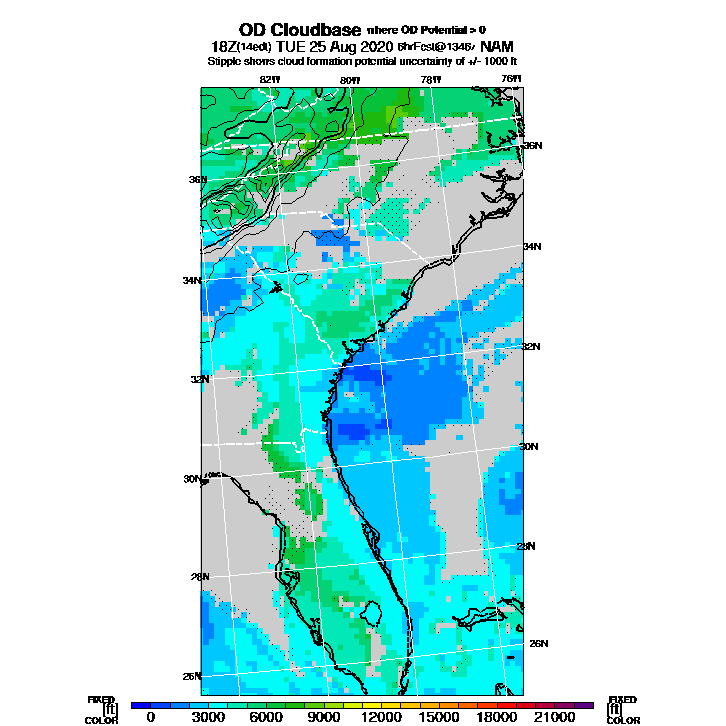 OD Cloudbase where OD Potential > 0
18Z(14edt) TUE 25 Aug 2020 6hrFcst@1346z NAM
Stipple shows cloud formation potential uncertainty of +/- 1000 ft
82W 80W 78W 76W
36N
36N
34N
34N
32N
32N
30N
30N
28N
28N
26N
26N
FIXED [ft] COLOR
0 3000 6000 9000 12000 15000 18000 21000
FIXED [ft] COLOR